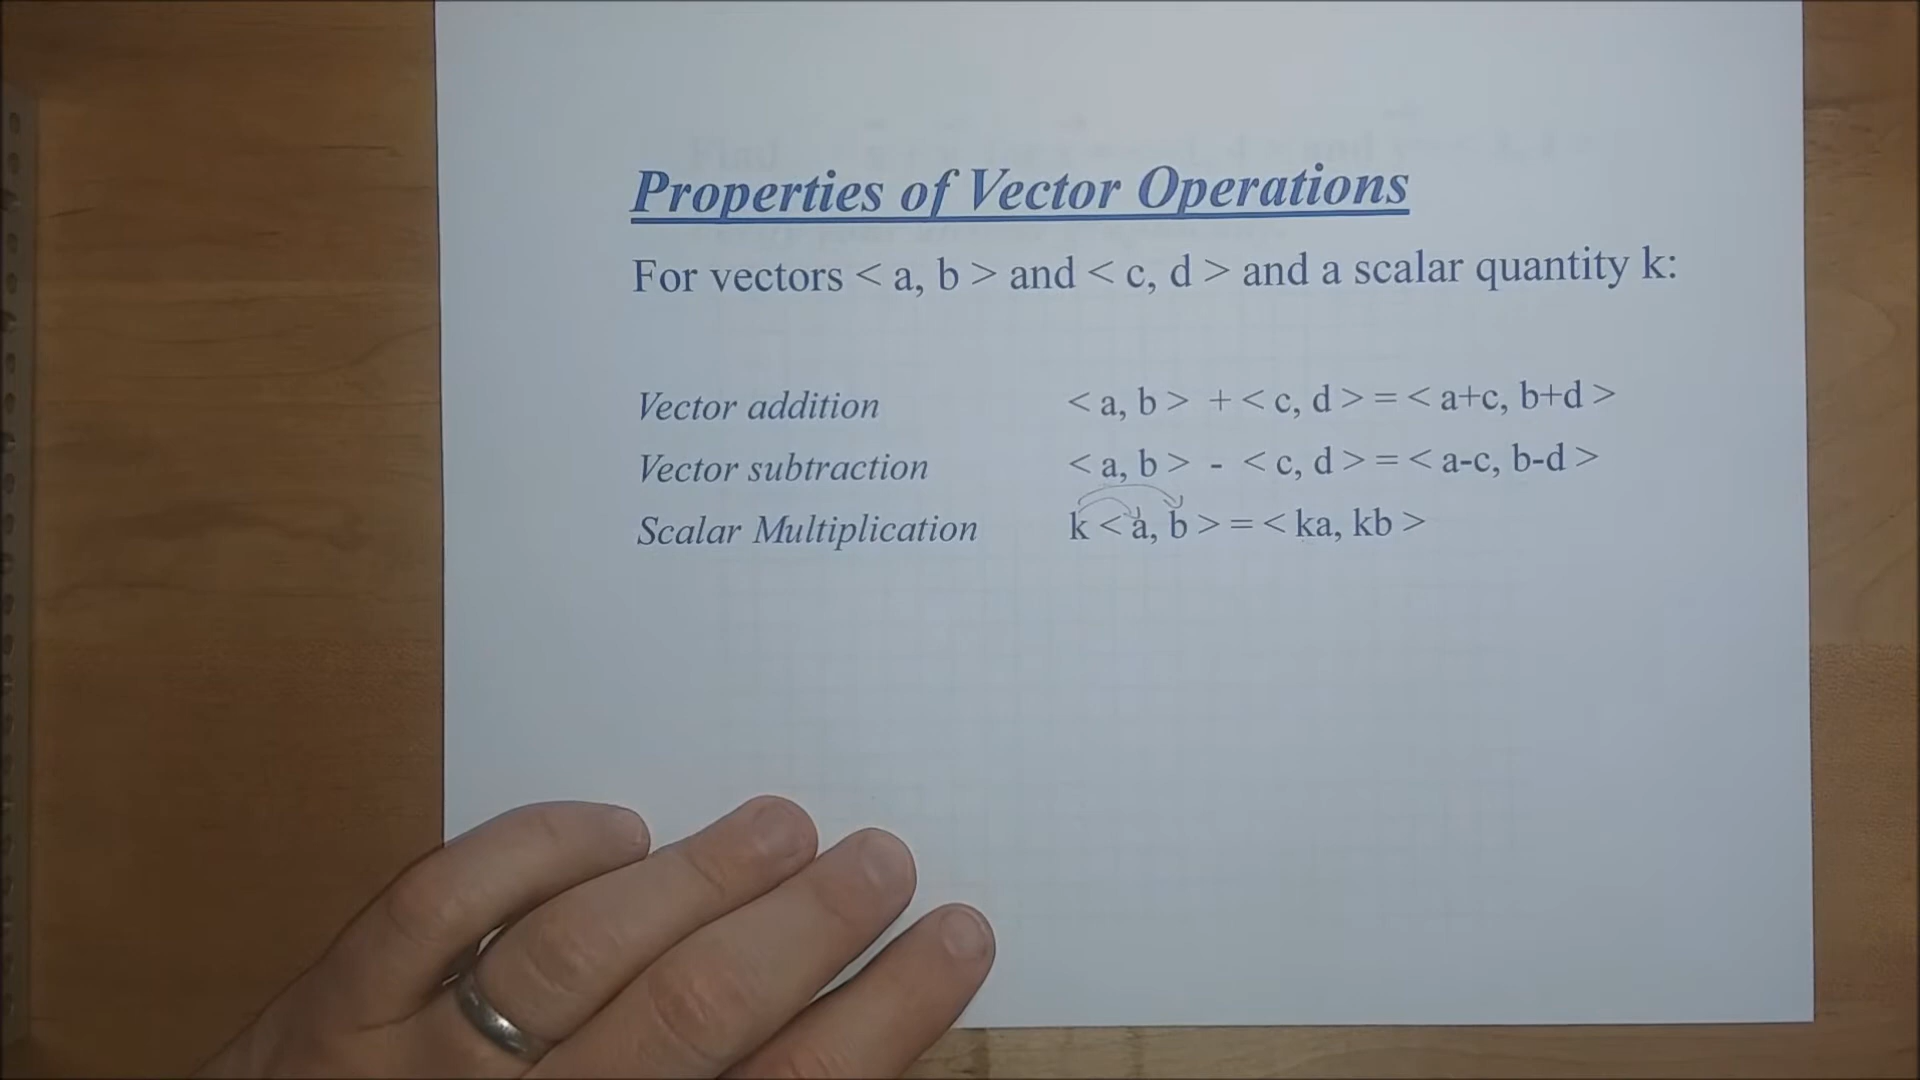 Properties of Vector Operations
For vectors < a, b > and < c, d > and a scalar quantity k:
Vector addition < a, b > + < c, d > = < a+c, b+d >
Vector subtraction < a, b > - < c, d > = < a-c, b-d >
Scalar Multiplication k < a, b > = < ka, kb >